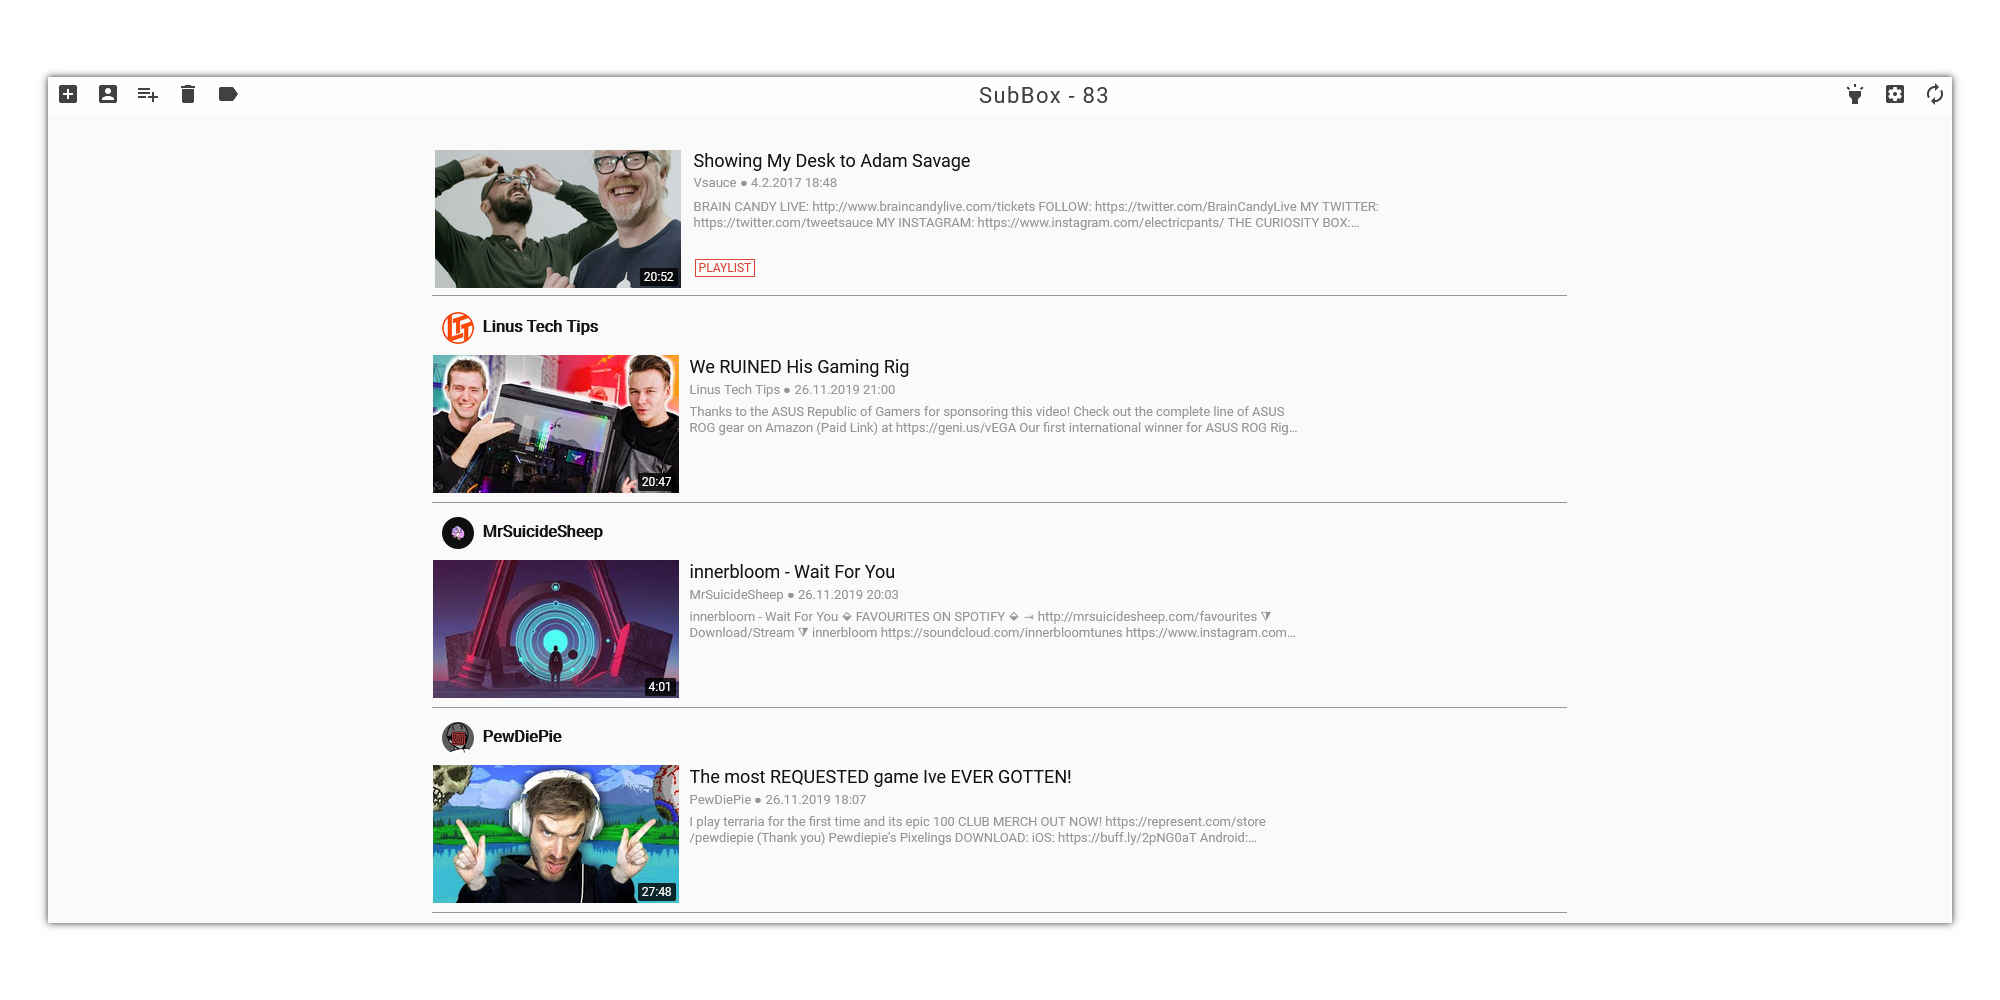 SubBox - 83
Showing My Desk to Adam Savage
Vsauce ● 4.2.2017 18:48
BRAIN CANDY LIVE: http://www.braincandylive.com/tickets FOLLOW: https://twitter.com/BrainCandyLive MY TWITTER:
https://twitter.com/tweetsauce MY INSTAGRAM: https://www.instagram.com/electricpants/ THE CURIOSITY BOX:...
20:52
PLAYLIST
Linus Tech Tips
We RUINED His Gaming Rig
Linus Tech Tips ● 26.11.2019 21:00
Thanks to the ASUS Republic of Gamers for sponsoring this video! Check out the complete line of ASUS
ROG gear on Amazon (Paid Link) at https://geni.us/vEGA Our first international winner for ASUS ROG Rig...
20:47
MrSuicideSheep
innerbloom - Wait For You
MrSuicideSheep ● 26.11.2019 20:03
innerbloom - Wait For You ⬙ FAVOURITES ON SPOTIFY ⬙ ⇥ http://mrsuicidesheep.com/favourites ⧩
Download/Stream ⧩ innerbloom https://soundcloud.com/innerbloomtunes https://www.instagram.com...
4:01
PewDiePie
The most REQUESTED game Ive EVER GOTTEN!
PewDiePie ● 26.11.2019 18:07
I play terraria for the first time and its epic 100 CLUB MERCH OUT NOW! https://represent.com/store
/pewdiepie (Thank you) Pewdiepie's Pixelings DOWNLOAD: iOS: https://buff.ly/2pNG0aT Android:...
27:48